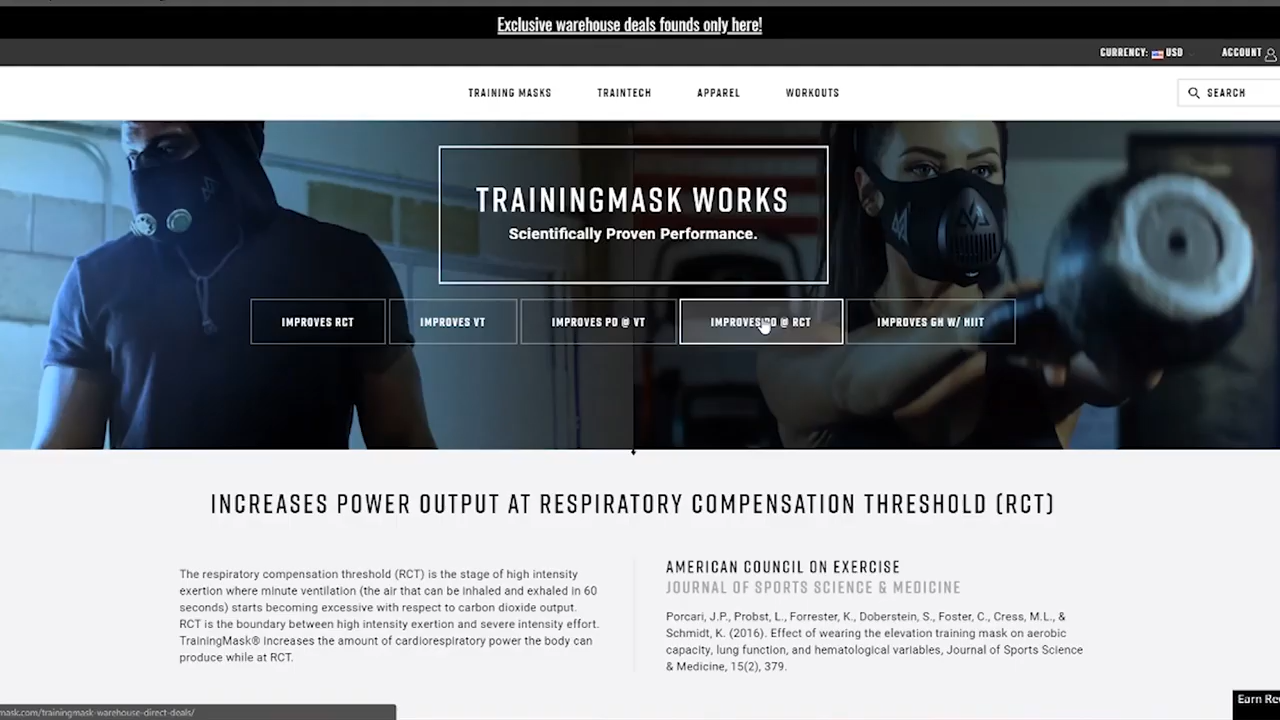 Exclusive warehouse deals founds only here!
CURRENCY: USD
ACCOUNT
TRAINING MASKS
TRAINTECH
APPAREL
WORKOUTS
SEARCH
TRAININGMASK WORKS
Scientifically Proven Performance.
IMPROVES RCT
IMPROVES VT
IMPROVES PO @ VT
IMPROVES PO @ RCT
IMPROVES GH W/ HIIT
INCREASES POWER OUTPUT AT RESPIRATORY COMPENSATION THRESHOLD (RCT)
The respiratory compensation threshold (RCT) is the stage of high intensity
exertion where minute ventilation (the air that can be inhaled and exhaled in 60
seconds) starts becoming excessive with respect to carbon dioxide output.
RCT is the boundary between high intensity exertion and severe intensity effort.
TrainingMask® increases the amount of cardiorespiratory power the body can
produce while at RCT.
AMERICAN COUNCIL ON EXERCISE
JOURNAL OF SPORTS SCIENCE & MEDICINE
Porcari, J.P., Probst, L., Forrester, K., Doberstein, S., Foster, C., Cress, M.L., &
Schmidt, K. (2016). Effect of wearing the elevation training mask on aerobic
capacity, lung function, and hematological variables, Journal of Sports Science
& Medicine, 15(2), 379.
mask.com/trainingmask-warehouse-direct-deals/
Earn Re